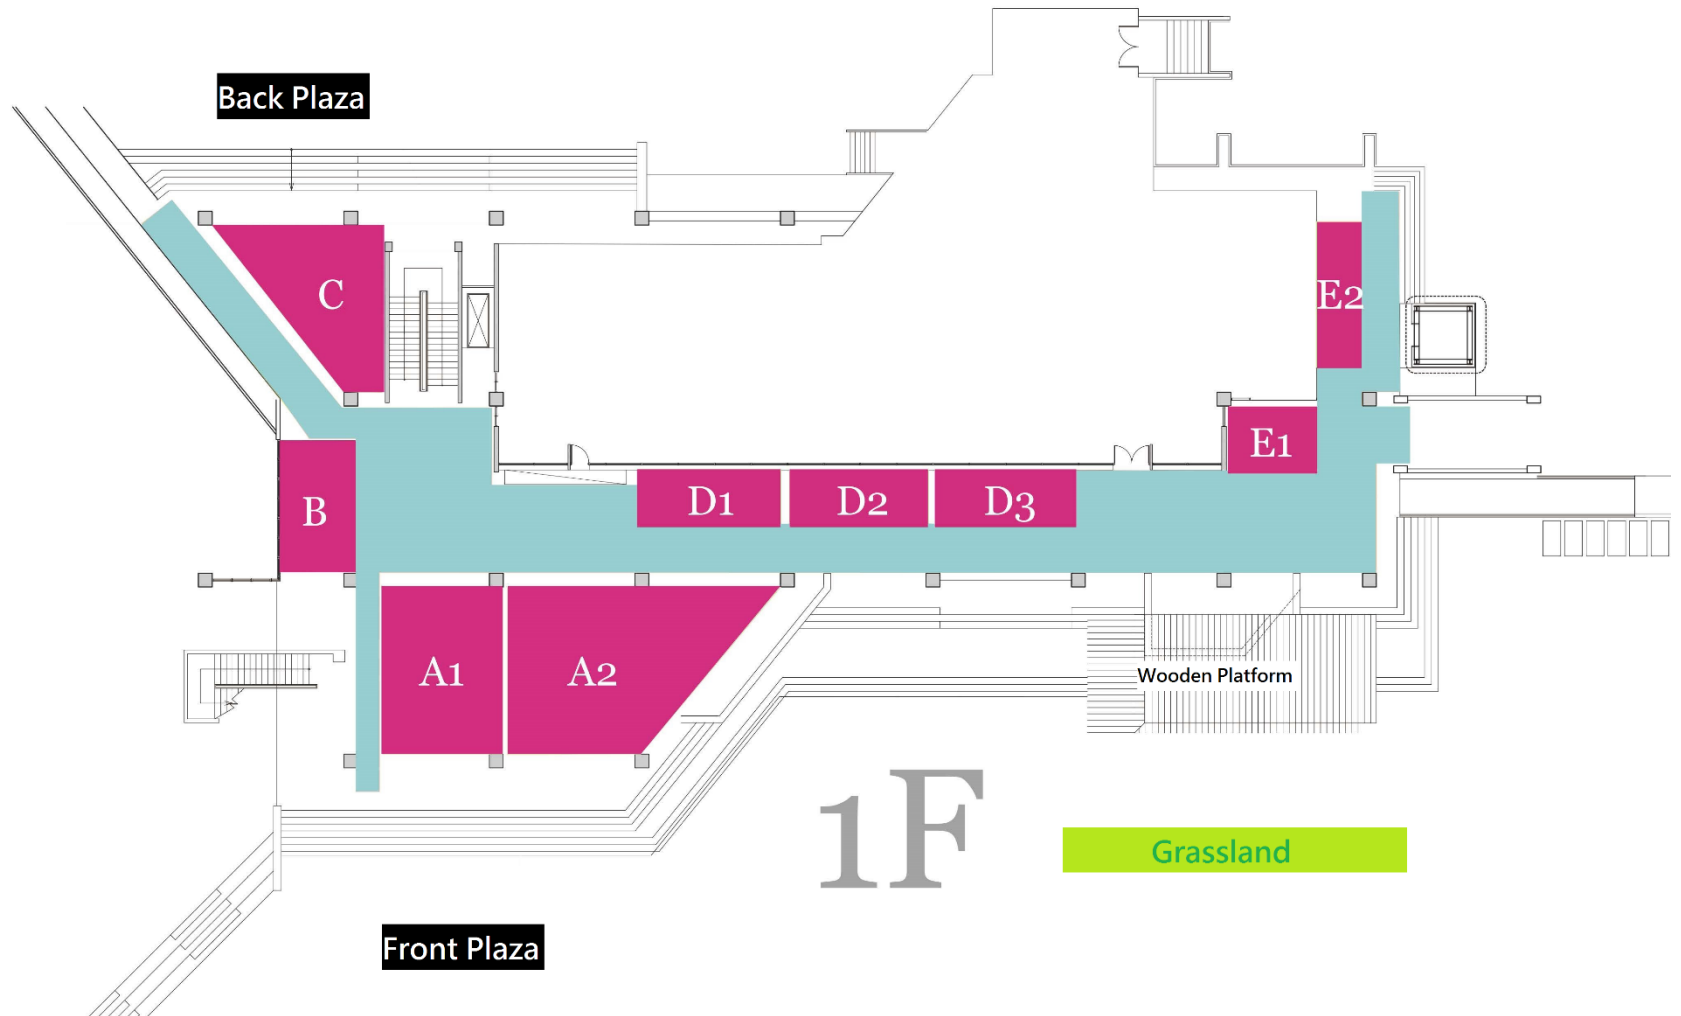 Back Plaza
C
E2
E1
B
D1
D2
D3
A1
A2
Wooden Platform
1F
Grassland
Front Plaza